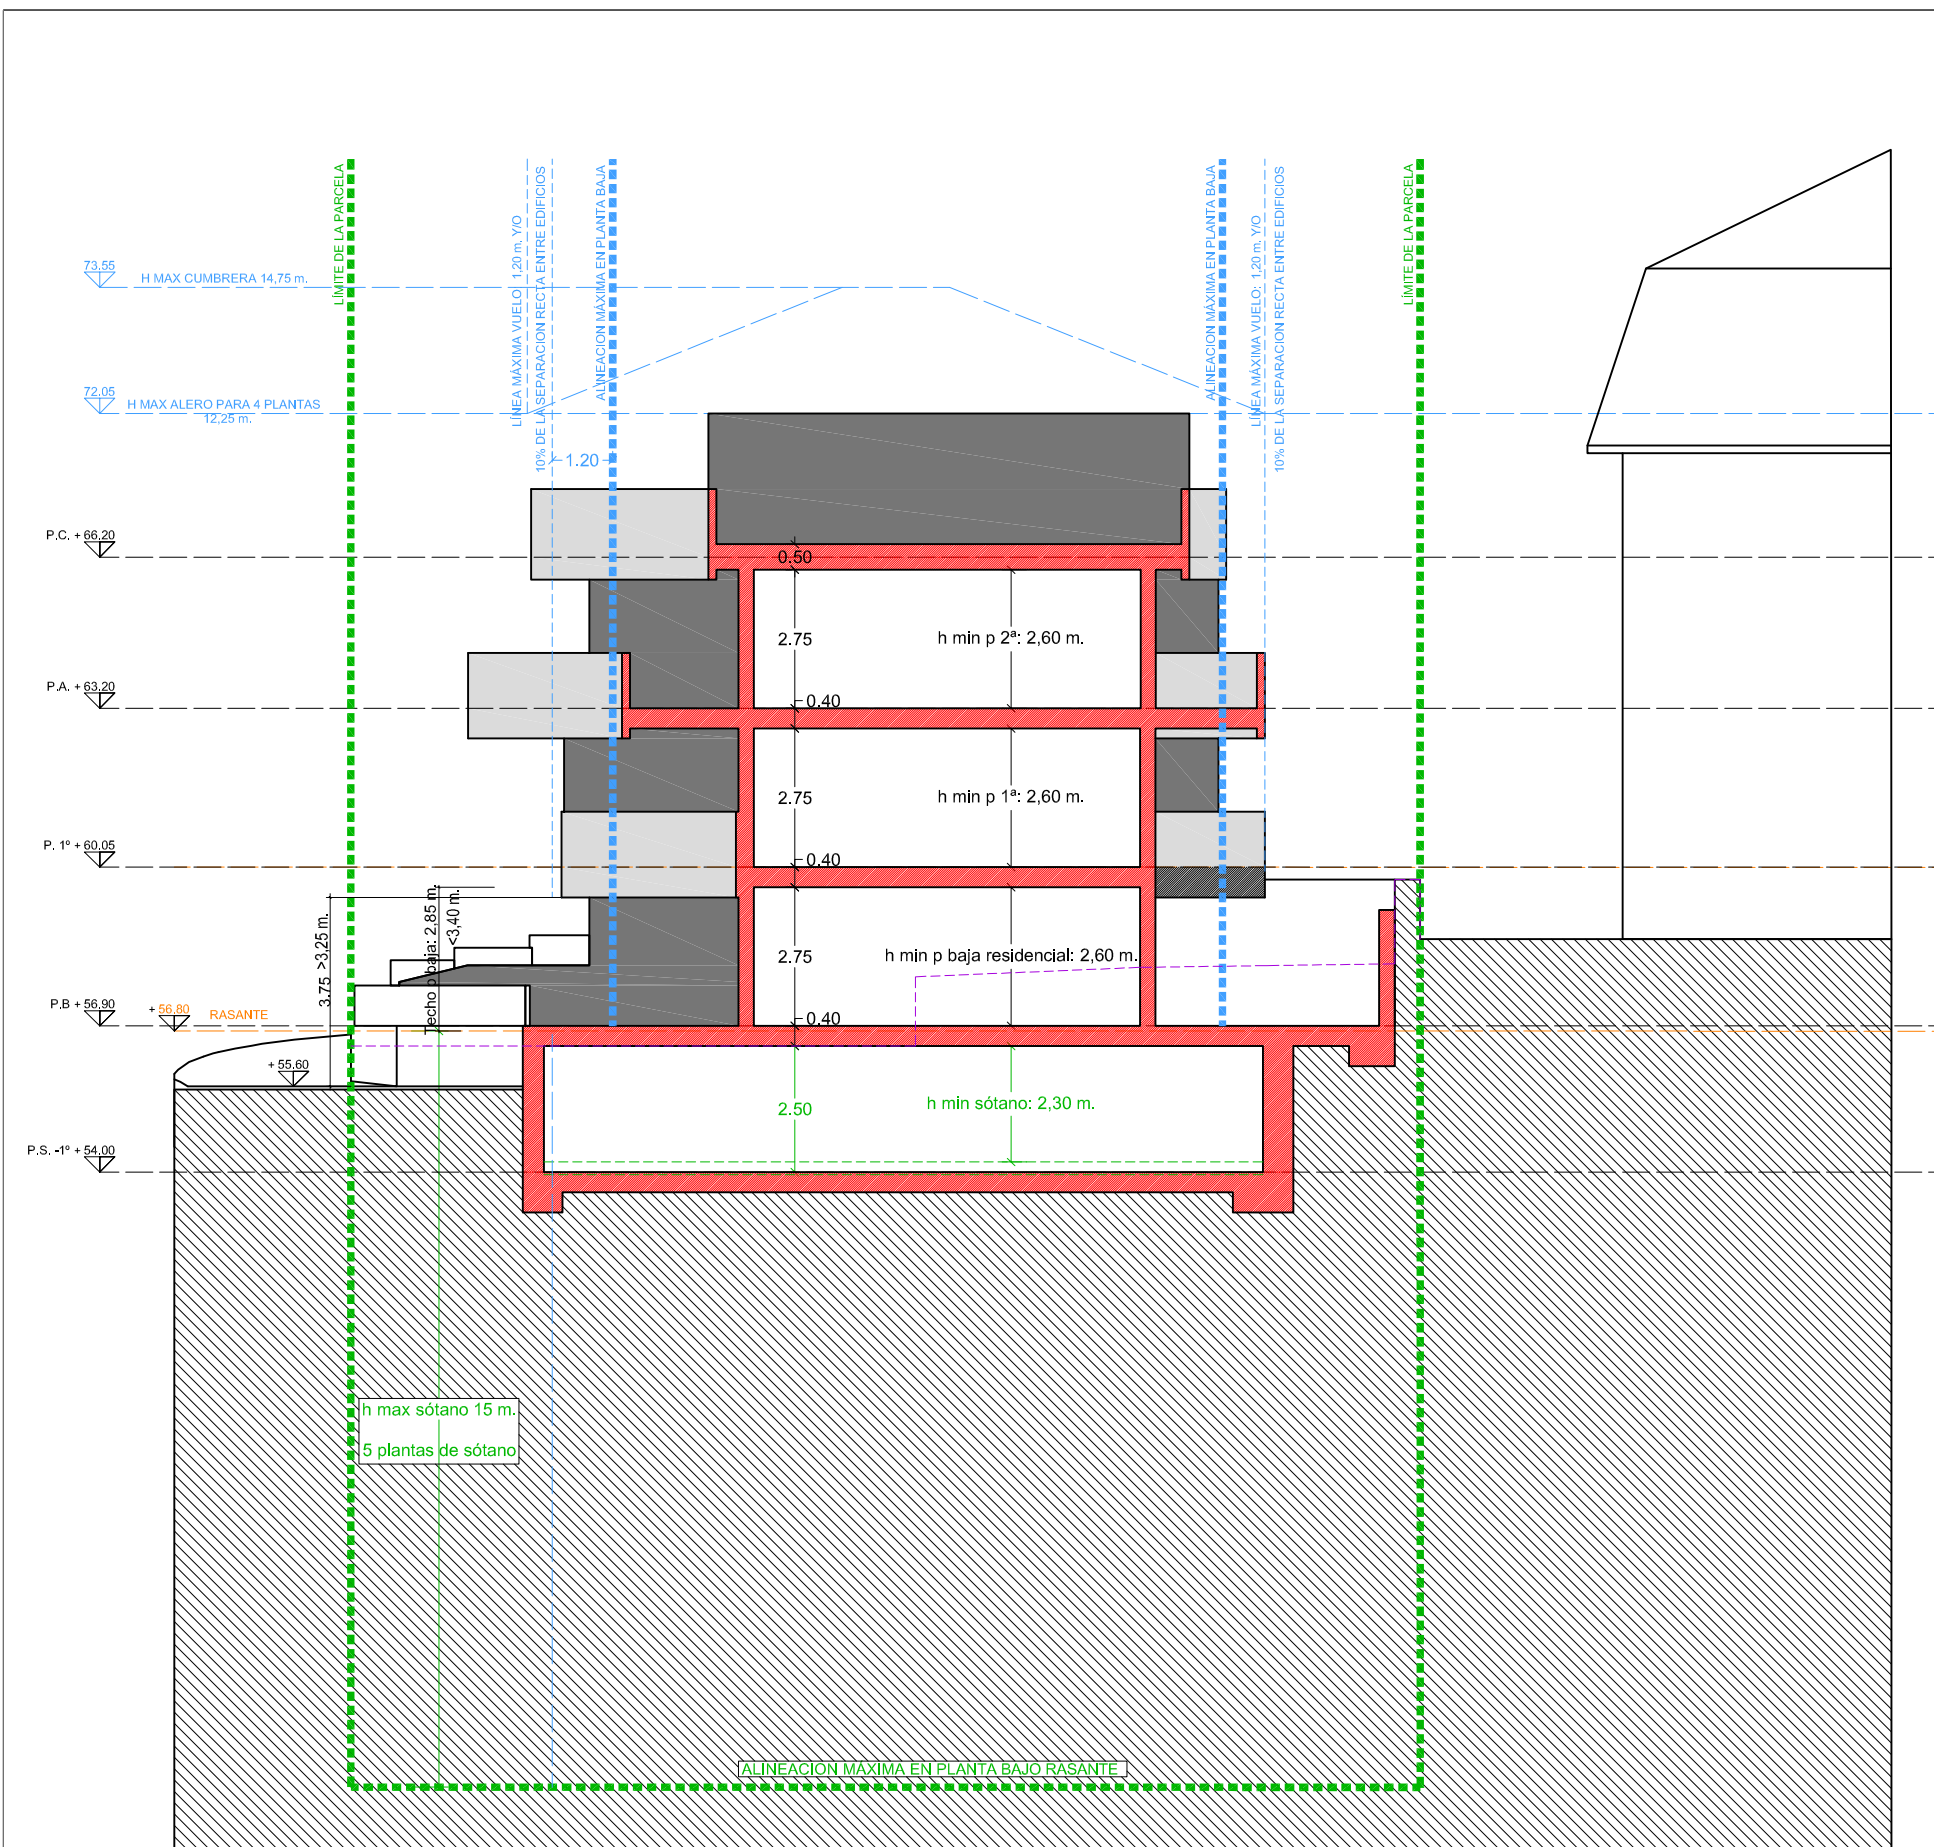 LÍMITE DE LA PARCELA
LÍNEA MÁXIMA VUELO: 1,20 m. Y/O
10% DE LA SEPARACION RECTA ENTRE EDIFICIOS
ALINEACION MÁXIMA EN PLANTA BAJA
ALINEACION MÁXIMA EN PLANTA BAJA
LÍNEA MÁXIMA VUELO: 1,20 m. Y/O
10% DE LA SEPARACION RECTA ENTRE EDIFICIOS
LÍMITE DE LA PARCELA
73.55
H MAX CUMBRERA 14,75 m.
72.05
H MAX ALERO PARA 4 PLANTAS
12,25 m.
1.20
P.C. + 66.20
0.50
2.75
h min p 2ª: 2,60 m.
P.A. + 63.20
0.40
2.75
h min p 1ª: 2,60 m.
P. 1º + 60.05
0.40
3.75 >3,25 m.
Techo p baja: 2,85 m.
<3,40 m.
2.75
h min p baja residencial: 2,60 m.
P.B + 56.90
+ 56.80 RASANTE
0.40
+ 55.60
2.50
h min sótano: 2,30 m.
P.S. -1º + 54.00
h max sótano 15 m.
5 plantas de sótano
ALINEACION MÁXIMA EN PLANTA BAJO RASANTE